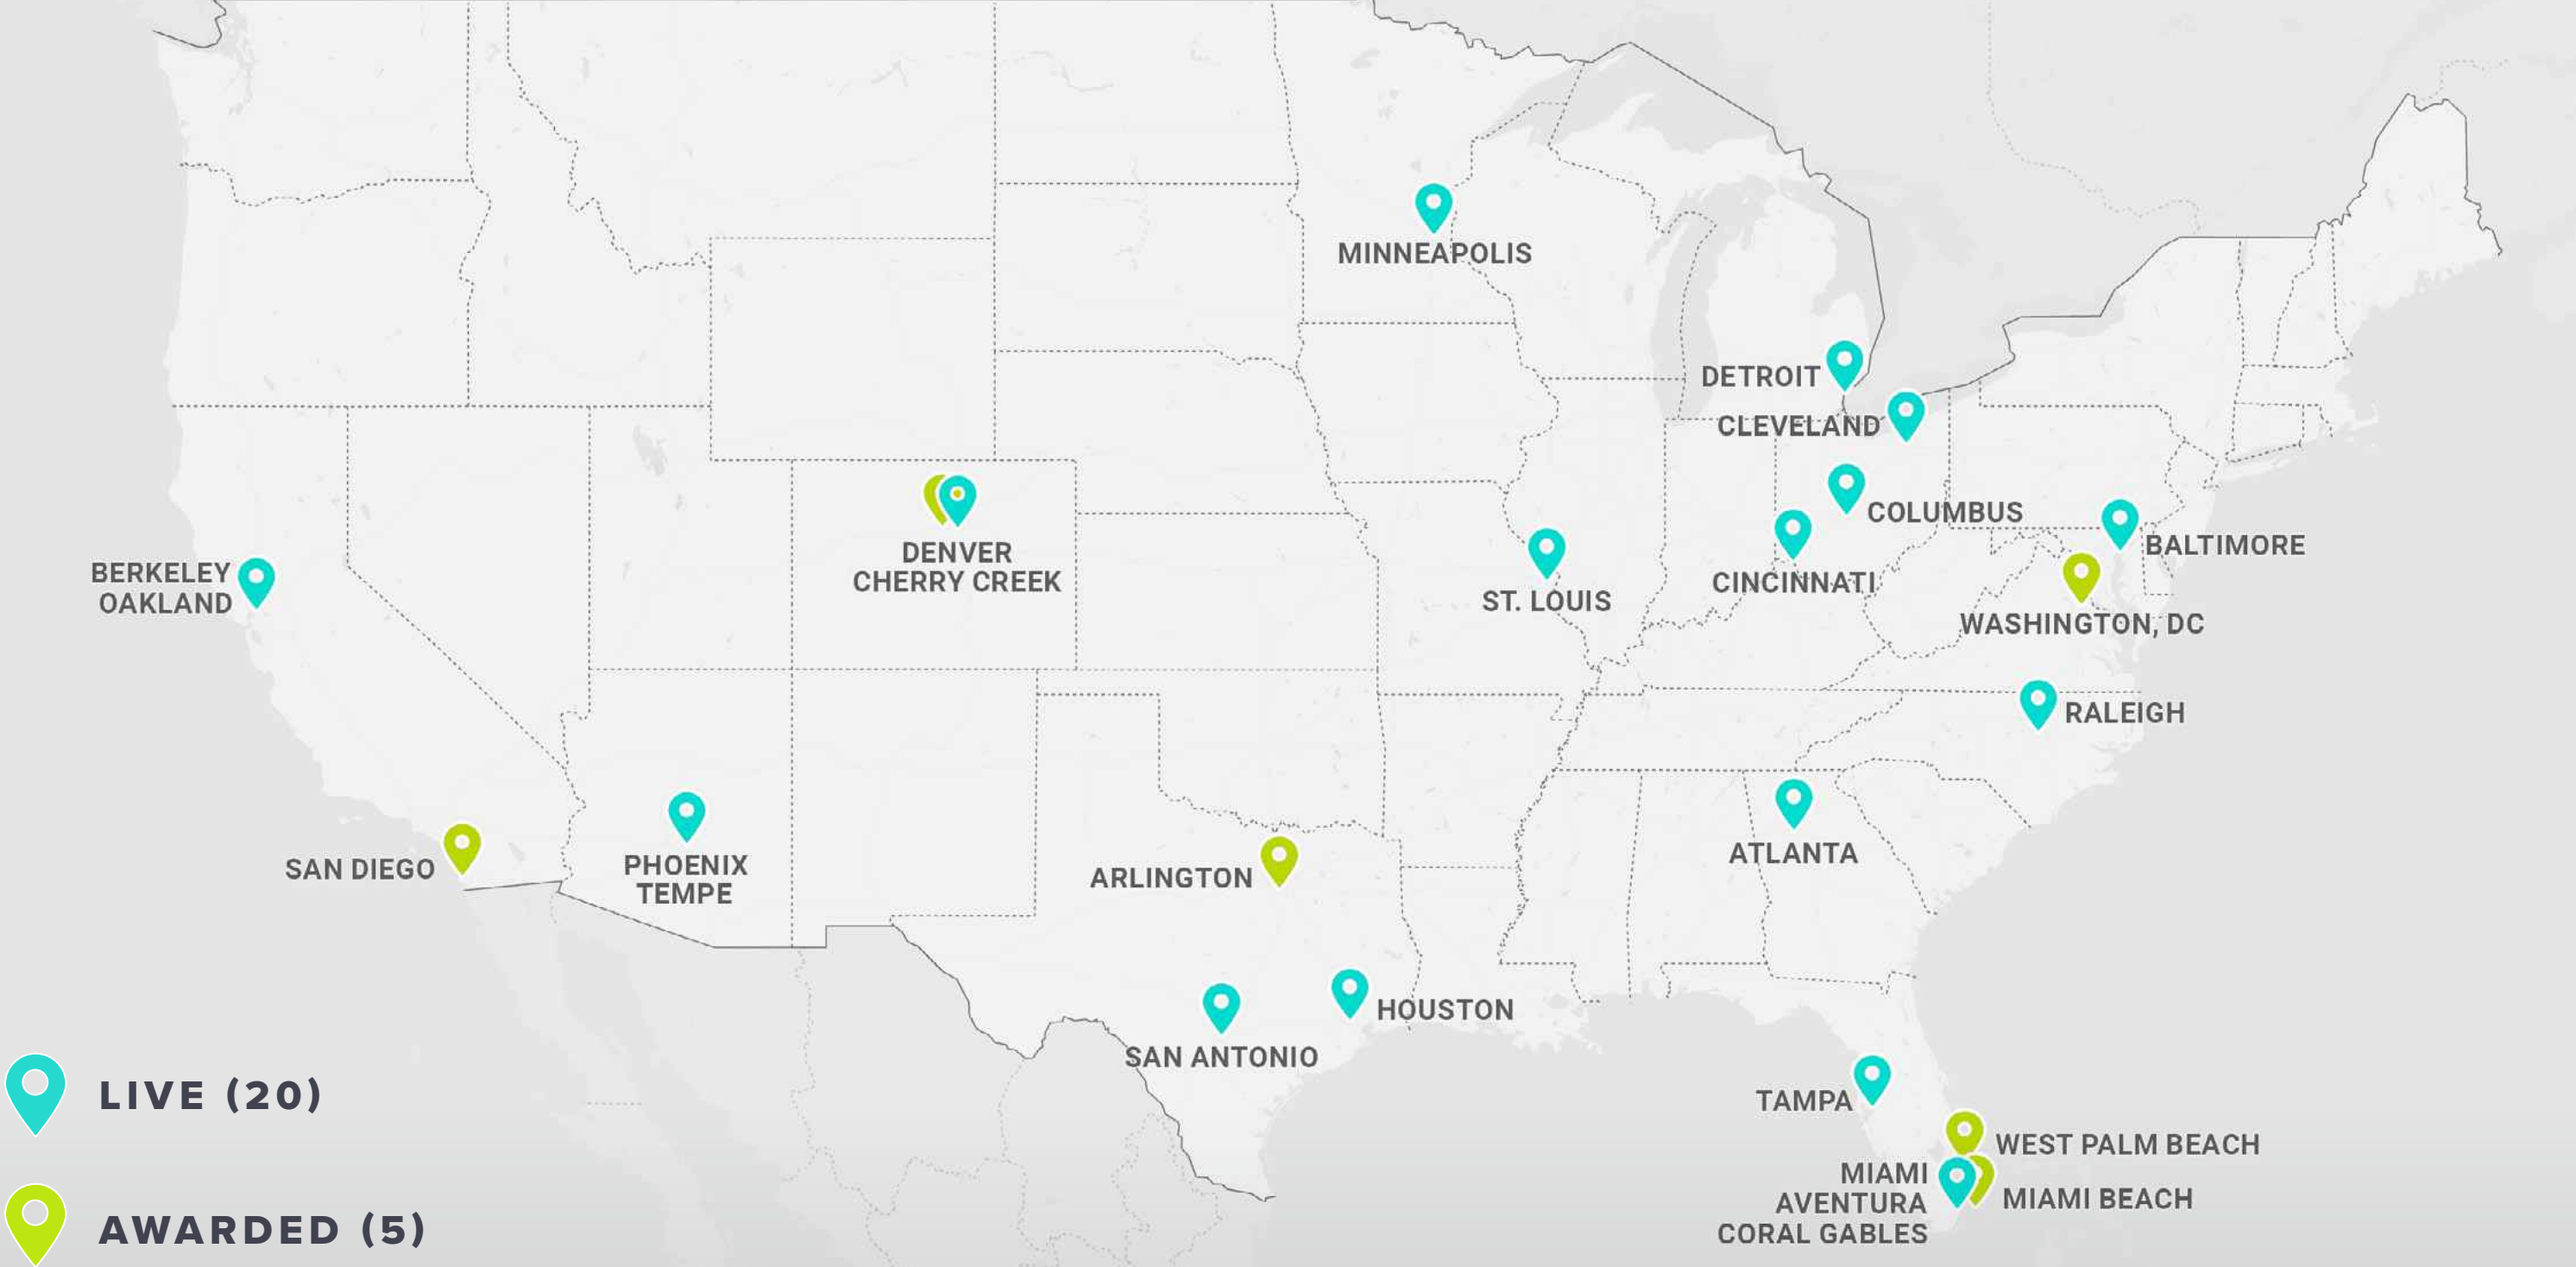 MINNEAPOLIS
DETROIT
CLEVELAND
COLUMBUS
BALTIMORE
CINCINNATI
WASHINGTON, DC
ST. LOUIS
DENVER
CHERRY CREEK
BERKELEY
OAKLAND
RALEIGH
ATLANTA
SAN DIEGO
PHOENIX
TEMPE
ARLINGTON
HOUSTON
SAN ANTONIO
TAMPA
WEST PALM BEACH
MIAMI
AVENTURA
CORAL GABLES
MIAMI BEACH
LIVE (20)
AWARDED (5)